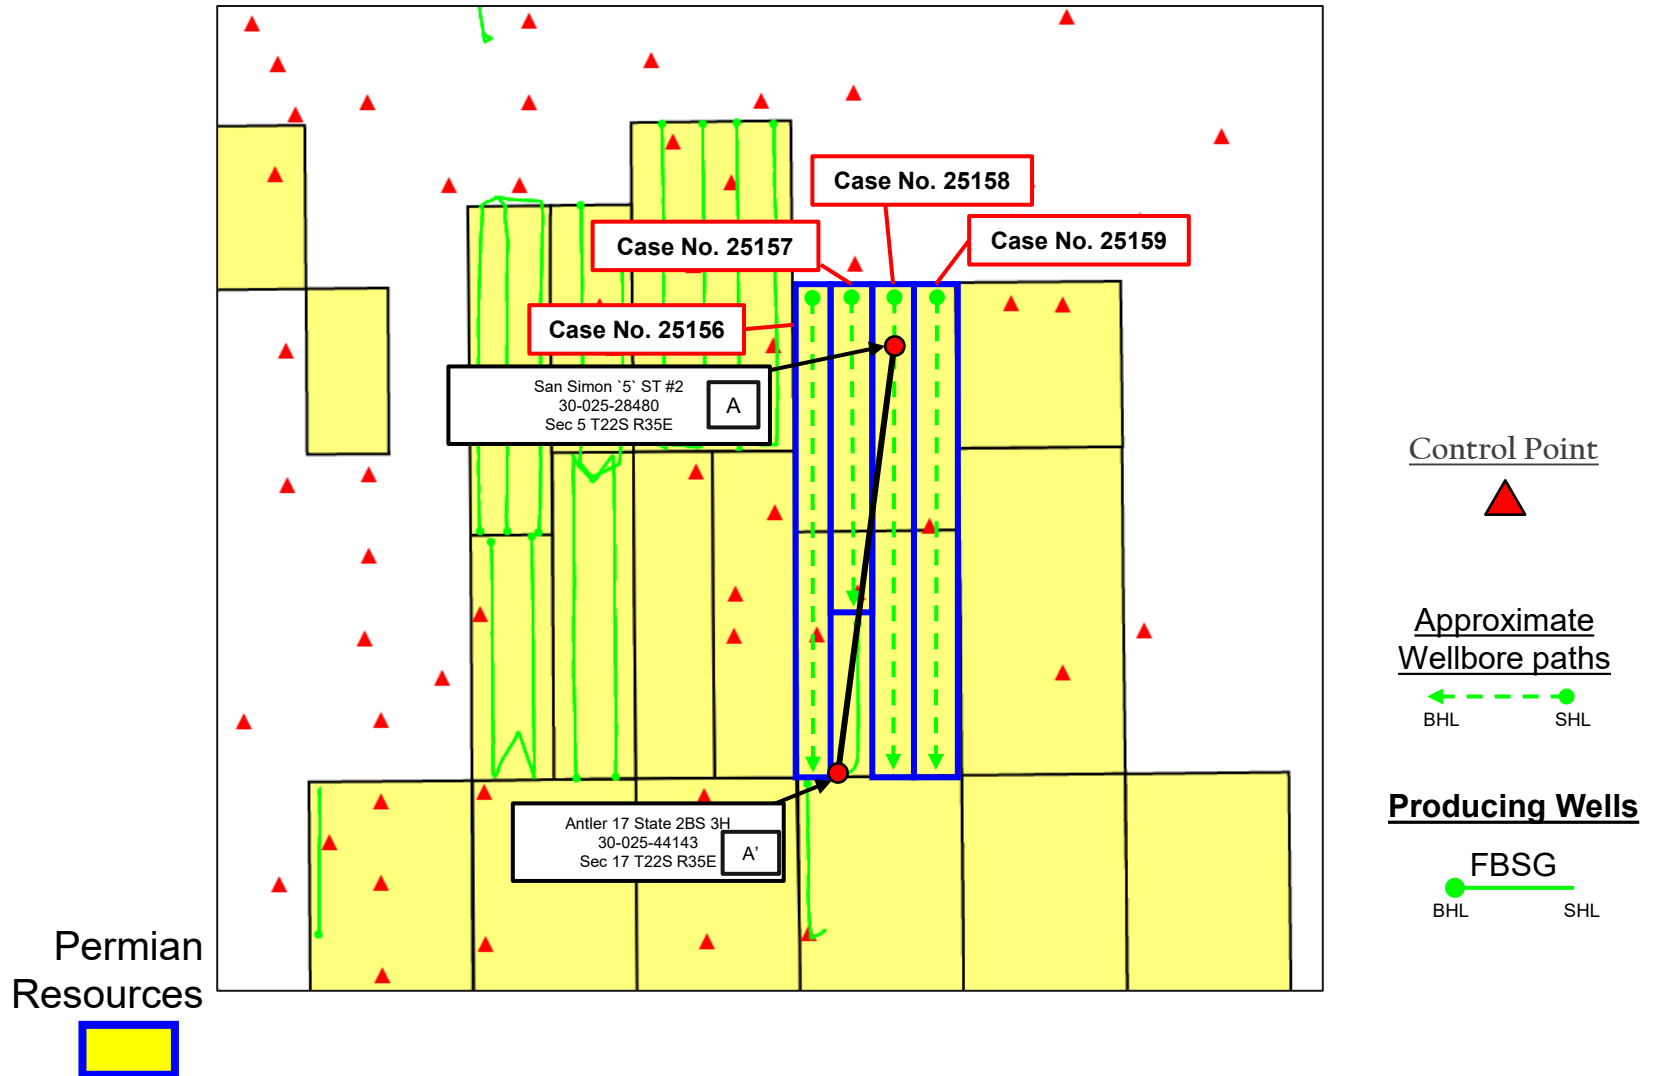 Case No. 25158
Case No. 25157
Case No. 25159
Case No. 25156
San Simon `5` ST #2
30-025-28480
Sec 5 T22S R35E
A
Control Point
Approximate
Wellbore paths
BHL
SHL
Producing Wells
FBSG
BHL
SHL
Antler 17 State 2BS 3H
30-025-44143
Sec 17 T22S R35E
A'
Permian
Resources